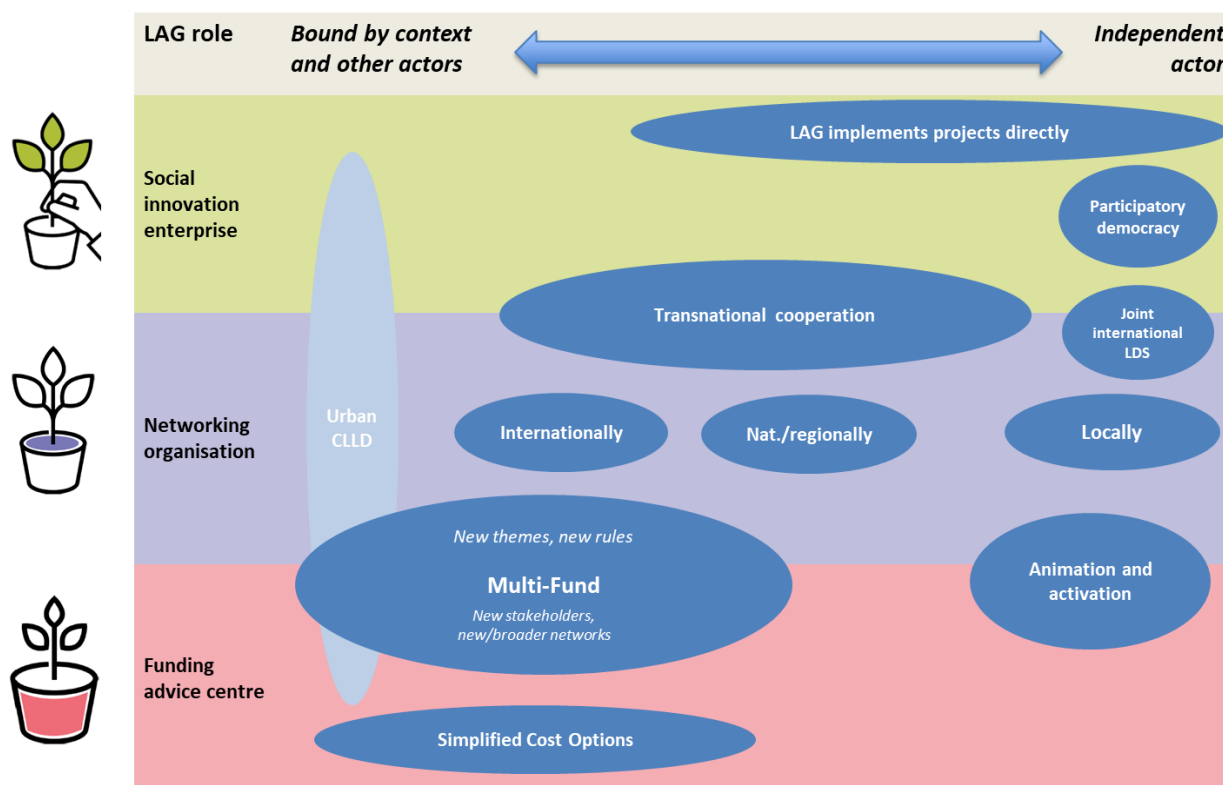 LAG role
Bound by context
and other actors
Independent
actor
LAG implements projects directly
Social
innovation
enterprise
Participatory
democracy
Transnational cooperation
Joint
international
LDS
Networking
organisation
Urban
CLLD
Internationally
Nat./regionally
Locally
New themes, new rules
Multi-Fund
New stakeholders,
new/broader networks
Animation and
activation
Funding
advice centre
Simplified Cost Options